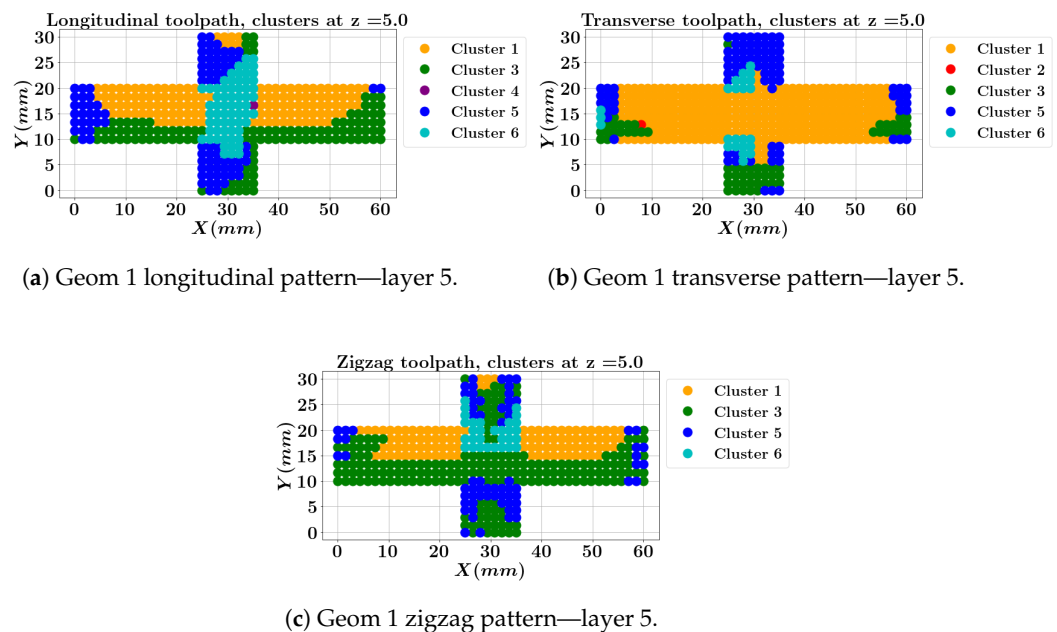 Longitudinal toolpath, clusters at z =5.0
30
25
20
15
10
5
0
Y(mm)
0 10 20 30 40 50 60
X(mm)
Cluster 1
Cluster 3
Cluster 4
Cluster 5
Cluster 6
(a) Geom 1 longitudinal pattern—layer 5.
Transverse toolpath, clusters at z =5.0
30
25
20
15
10
5
0
Y(mm)
0 10 20 30 40 50 60
X(mm)
Cluster 1
Cluster 2
Cluster 3
Cluster 5
Cluster 6
(b) Geom 1 transverse pattern—layer 5.
Zigzag toolpath, clusters at z =5.0
30
25
20
15
10
5
0
Y(mm)
0 10 20 30 40 50 60
X(mm)
Cluster 1
Cluster 3
Cluster 5
Cluster 6
(c) Geom 1 zigzag pattern—layer 5.